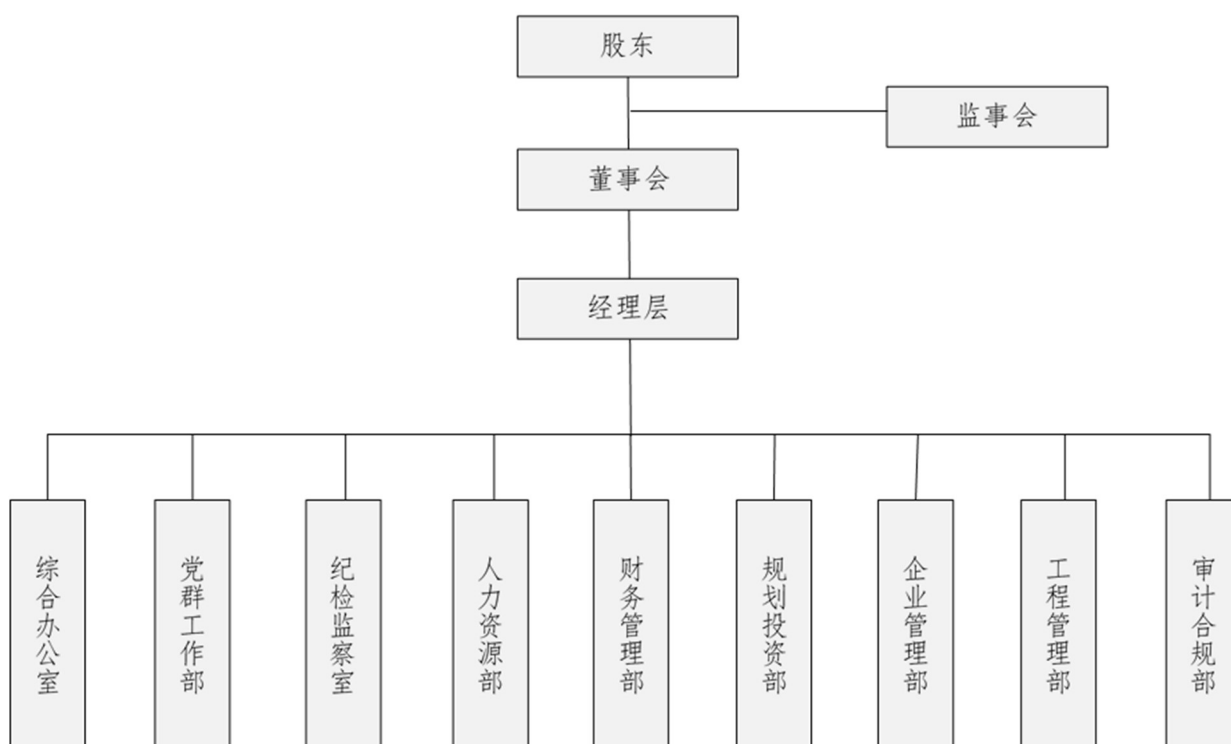 股东
监事会
董事会
经理层
综合办公室
党群工作部
纪检监察室
人力资源部
财务管理部
规划投资部
企业管理部
工程管理部
审计合规部